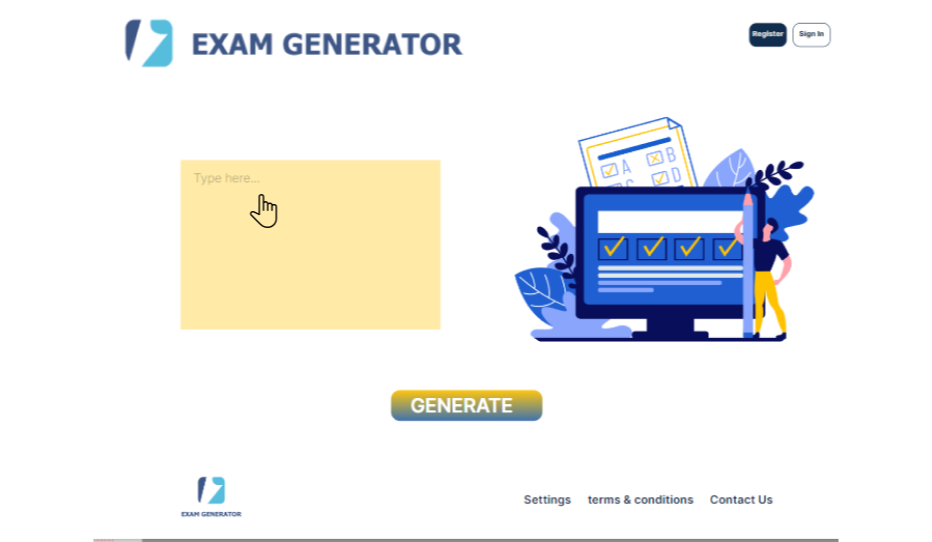 EXAM GENERATOR
Register
Sign In
Type here...
A
B
C
D
GENERATE
EXAM GENERATOR
Settings
terms & conditions
Contact Us